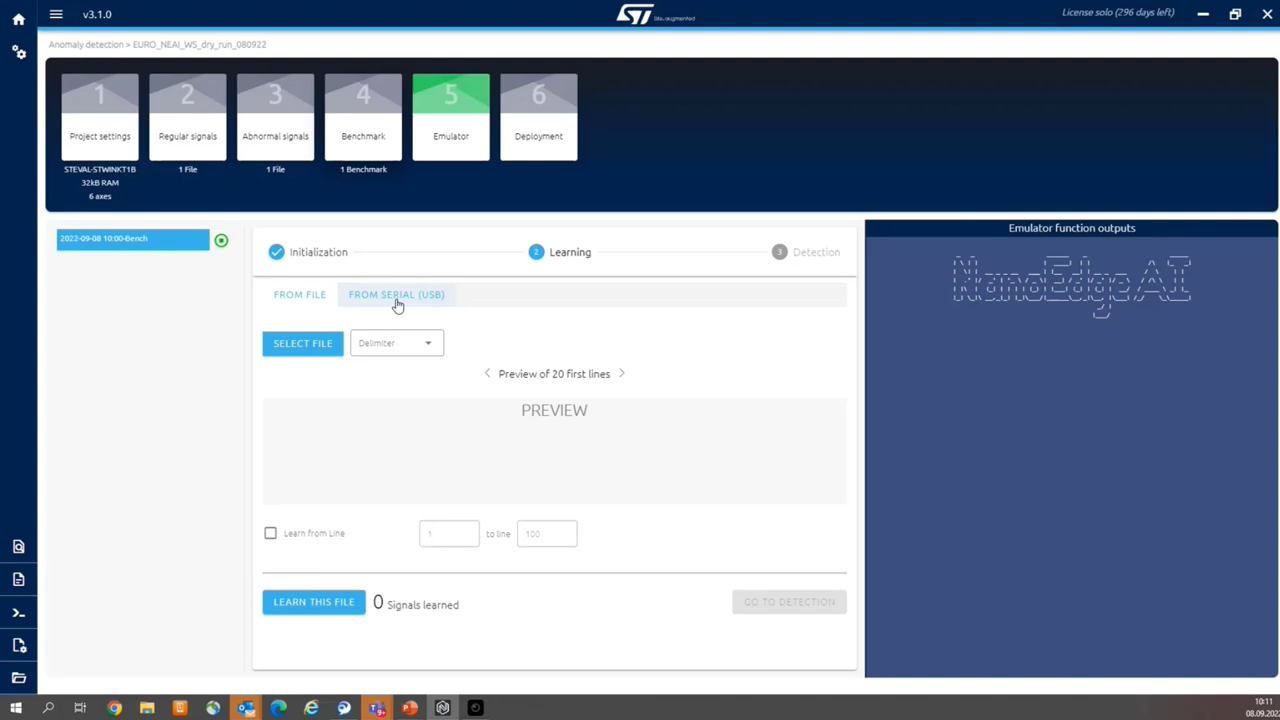 v3.1.0
ST life.augmented
License solo (296 days left)
Anomaly detection > EURO_NEAI_WS_dry_run_080922
1
2
3
4
5
6
Project settings
Regular signals
Abnormal signals
Benchmark
Emulator
Deployment
STEVAL-STWINKT1B
32kB RAM
6 axes
1 File
1 File
1 Benchmark
2022-09-08 10:00-Bench
Initialization
2 Learning
3 Detection
Emulator function outputs
NanoEdge AI
FROM FILE
FROM SERIAL (USB)
SELECT FILE
Delimiter
Preview of 20 first lines
PREVIEW
Learn from Line
1
to line
100
LEARN THIS FILE
0 Signals learned
GO TO DETECTION
10:11
08.09.2022